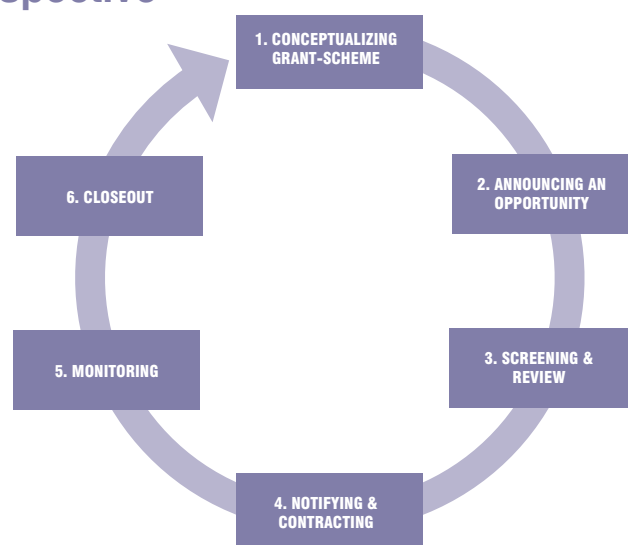 1. CONCEPTUALIZING
GRANT-SCHEME
2. ANNOUNCING AN
OPPORTUNITY
3. SCREENING &
REVIEW
4. NOTIFYING &
CONTRACTING
5. MONITORING
6. CLOSEOUT